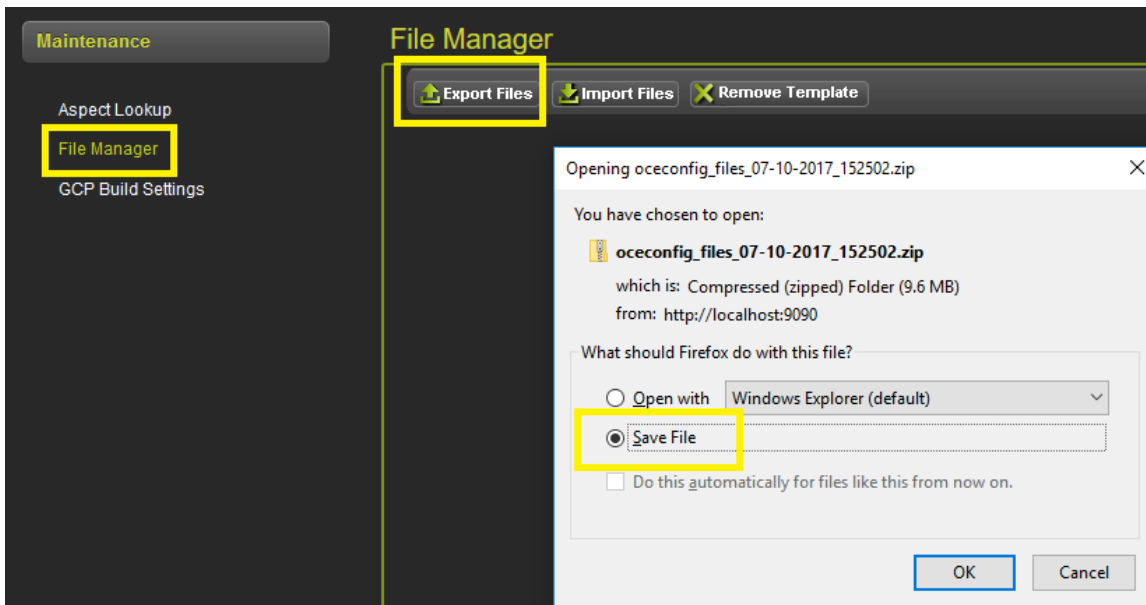 Maintenance
Aspect Lookup
File Manager
GCP Build Settings
File Manager
Export Files Import Files Remove Template
Opening oceconfig_files_07-10-2017_152502.zip
You have chosen to open:
oceconfig_files_07-10-2017_152502.zip
which is: Compressed (zipped) Folder (9.6 MB)
from: http://localhost:9090
What should Firefox do with this file?
Open with Windows Explorer (default)
Save File
Do this automatically for files like this from now on.
OK Cancel